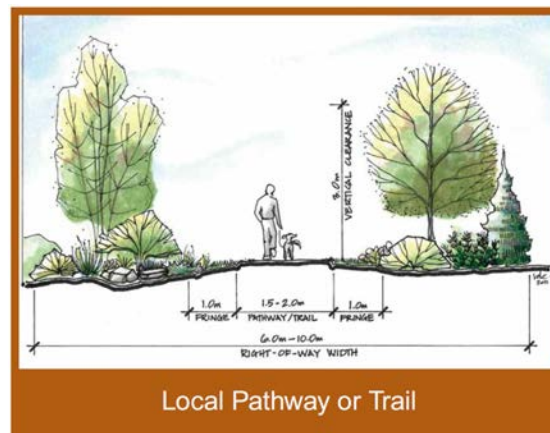 3.0m
VERTICAL CLEARANCE
1.0m
FRINGE
1.5-2.0m
PATHWAY/TRAIL
1.0m
FRINGE
6.0m-10.0m
RIGHT-OF-WAY WIDTH
Local Pathway or Trail